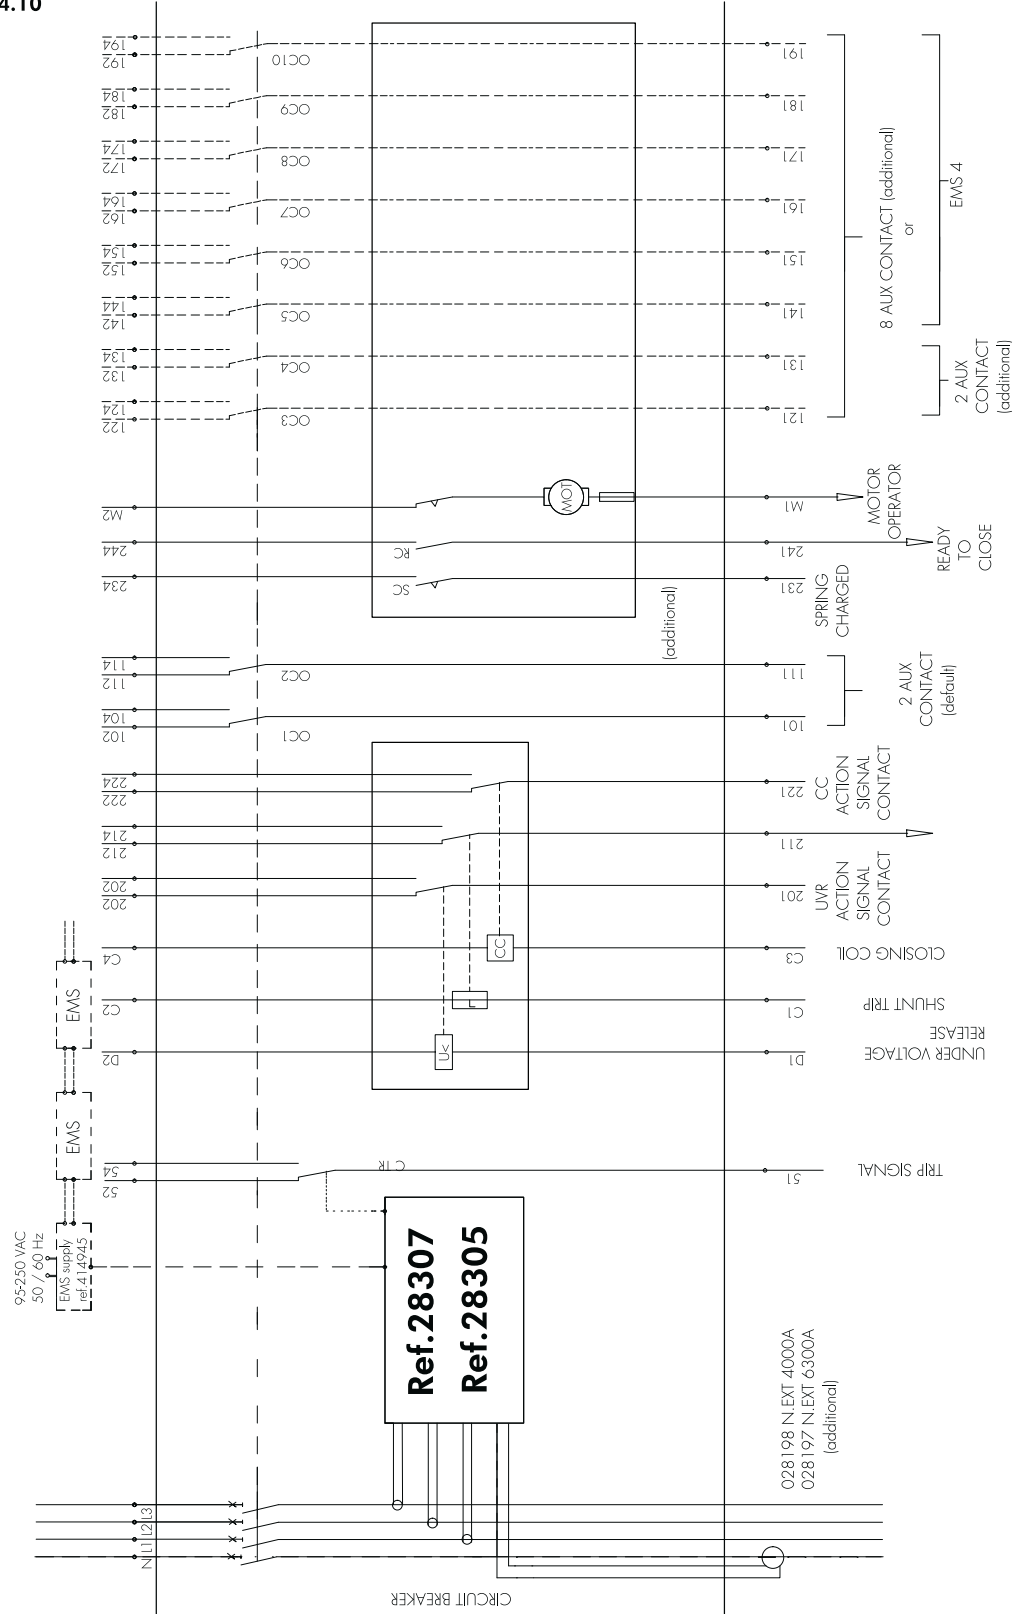 4.10
194
192
OC10
191
184
182
OC9
181
174
172
OC8
171
164
162
OC7
161
154
152
OC6
151
144
142
OC5
141
134
132
OC4
131
124
122
OC3
121
8 AUX CONTACT (additional)
or
EMS 4
2 AUX
CONTACT
(additional)
M2
MOT
M1
MOTOR
OPERATOR
244
RC
241
READY
TO
CLOSE
234
SC
231
SPRING
CHARGED
(additional)
114
112
OC2
111
104
102
OC1
101
2 AUX
CONTACT
(default)
224
222
221
CC
ACTION
SIGNAL
CONTACT
214
212
211
202
202
201
UVR
ACTION
SIGNAL
CONTACT
C4
CC
C3
CLOSING COIL
EMS
C2
L
C1
SHUNT TRIP
D2
U<
D1
UNDER VOLTAGE
RELEASE
EMS
54
52
CTR
51
TRIP SIGNAL
95-250 VAC
50 / 60 Hz
EMS supply
ref.414945
Ref.28307
Ref.28305
028198 N.EXT 4000A
028197 N.EXT 6300A
(additional)
L3
L2
L1
N
CIRCUIT BREAKER